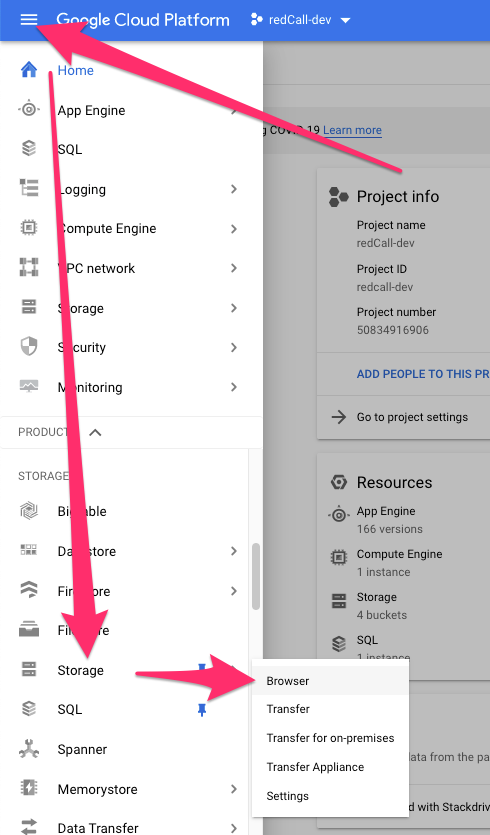 Google Cloud Platform
redCall-dev
Home
App Engine
SQL
Logging
Compute Engine
VPC network
Storage
Security
Monitoring
PRODUCT
STORAGE
Bigtable
Datastore
Firestore
Filestore
Storage
SQL
Spanner
Memorystore
Data Transfer
Browser
Transfer
Transfer for on-premises
Transfer Appliance
Settings
COVID-19 Learn more
Project info
Project name
redCall-dev
Project ID
redcall-dev
Project number
50834916906
ADD PEOPLE TO THIS PR
Go to project settings
Resources
App Engine
166 versions
Compute Engine
1 instance
Storage
4 buckets
SQL
1 instance
data from the pa
d with Stackdriv